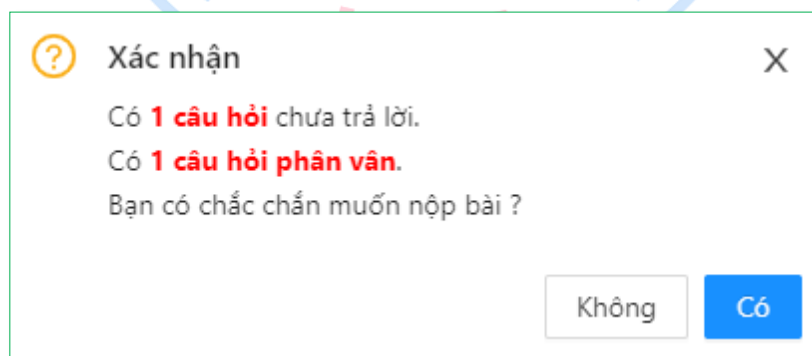 Xác nhận
X
Có 1 câu hỏi chưa trả lời.
Có 1 câu hỏi phân vân.
Bạn có chắc chắn muốn nộp bài ?
Không
Có